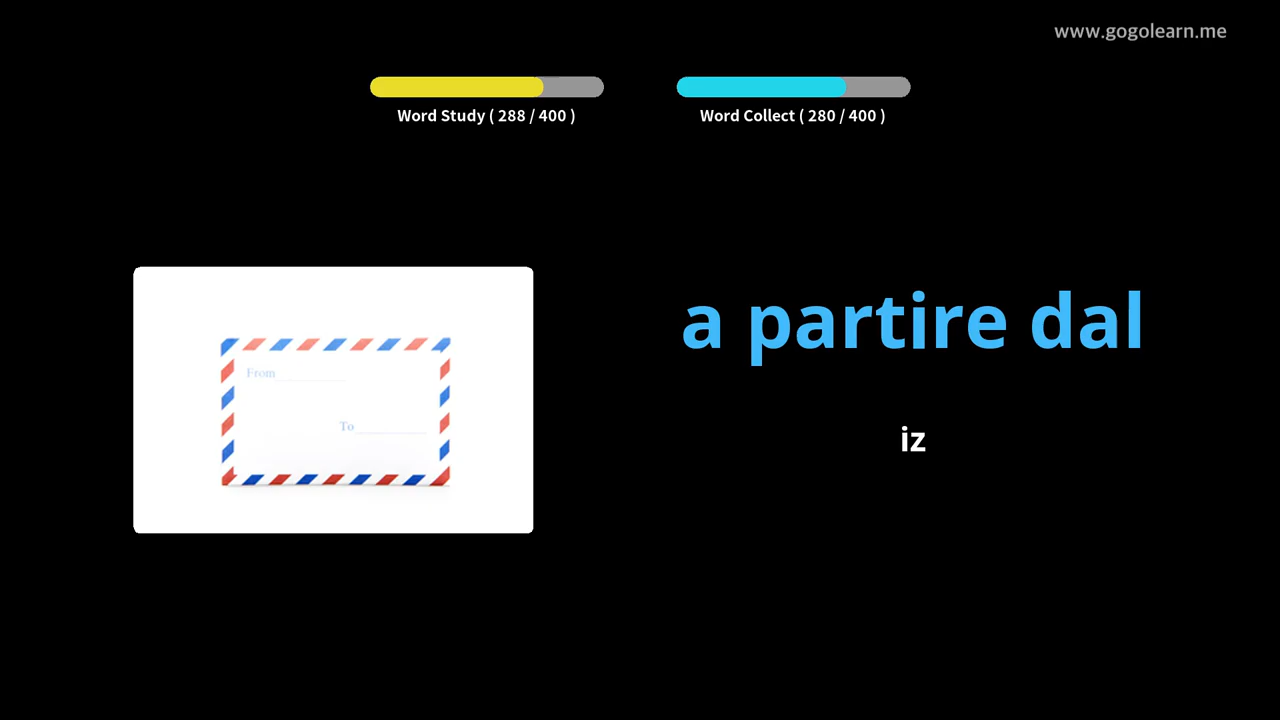 www.gogolearn.me
Word Study ( 288 / 400 )
Word Collect ( 280 / 400 )
From
To
a partire dal
iz